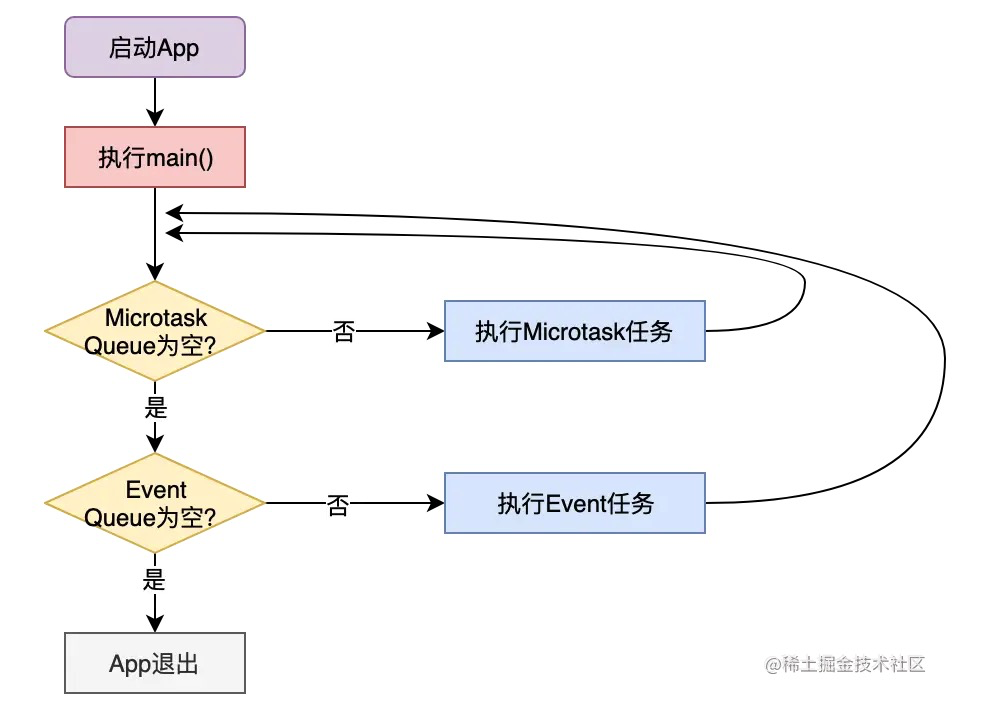 启动App
执行main()
Microtask
Queue为空?
否
执行Microtask任务
是
Event
Queue为空?
否
执行Event任务
是
App退出
@稀土掘金技术社区